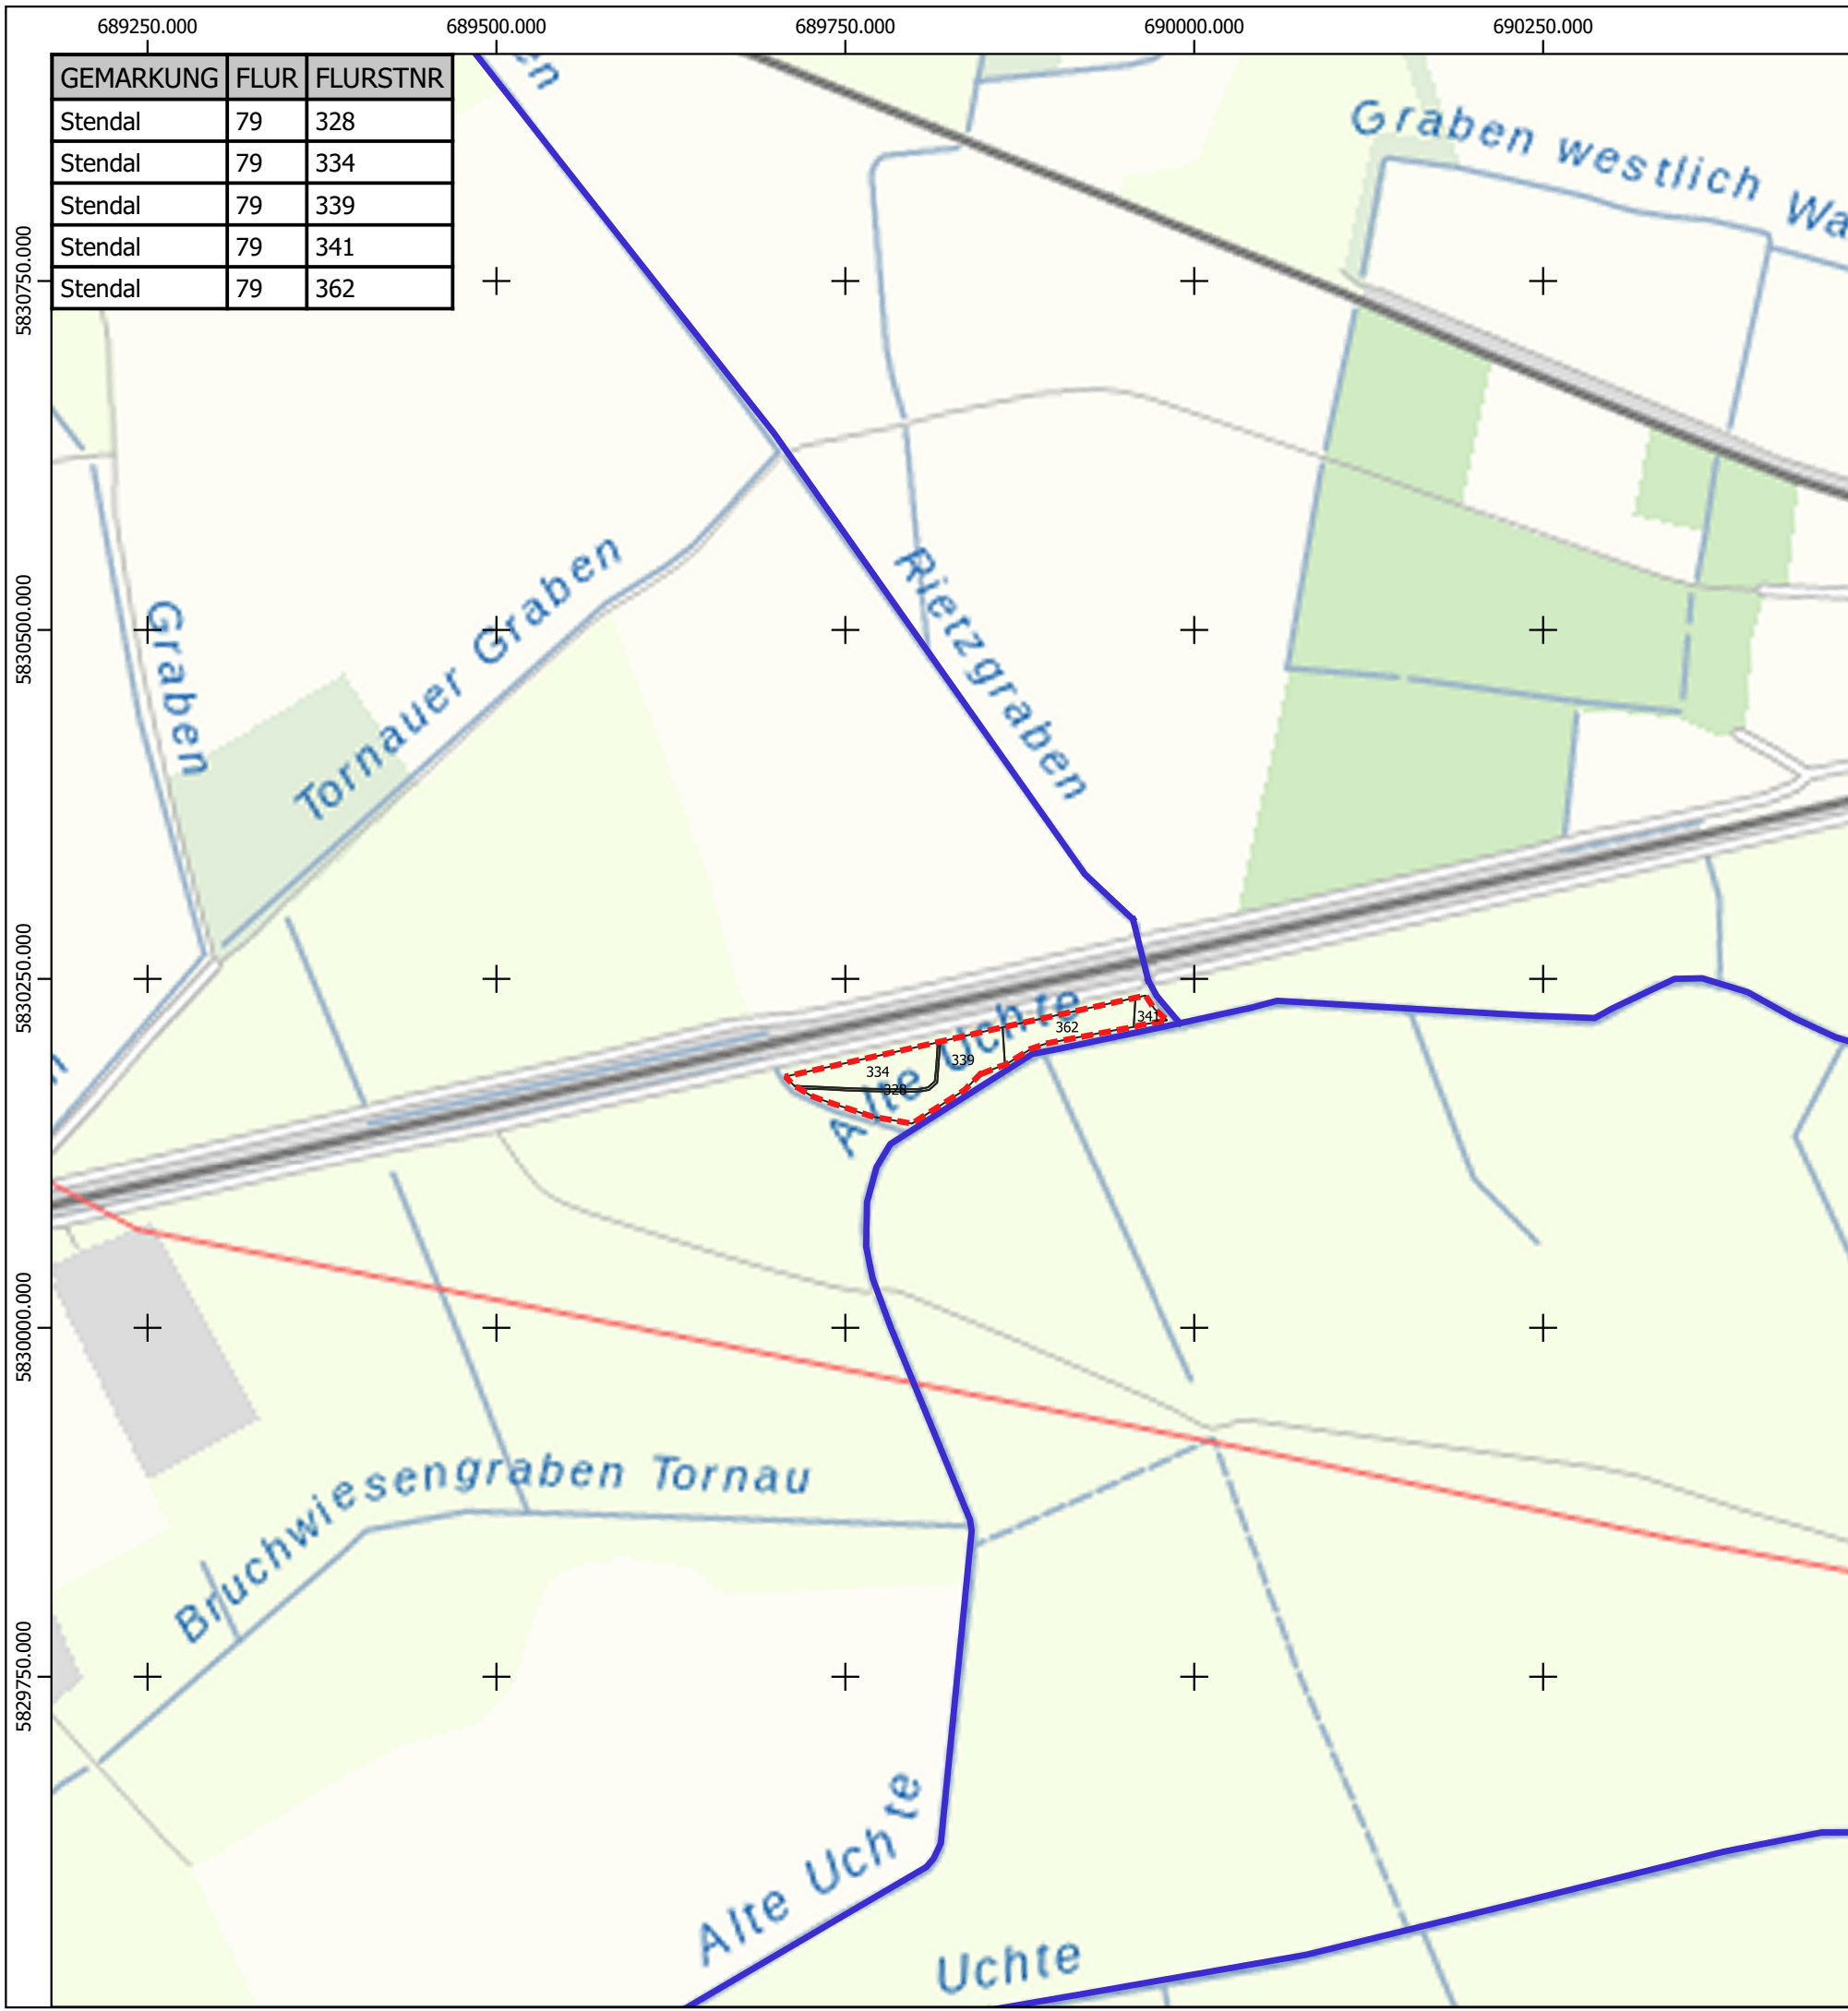 689250.000 689500.000 689750.000 690000.000 690250.000
GEMARKUNG FLUR FLURSTNR
Stendal 79 328
Stendal 79 334
Stendal 79 339
Stendal 79 341
Stendal 79 362
5830750.000
5830500.000
5830250.000
5830000.000
5829750.000
en
Graben westlich Wa
Graben
Tornauer Graben
Rietzgraben
n
Alte Uchte
341
362
339
334
328
Bruchwiesengraben Tornau
Alte Uchte
Uchte